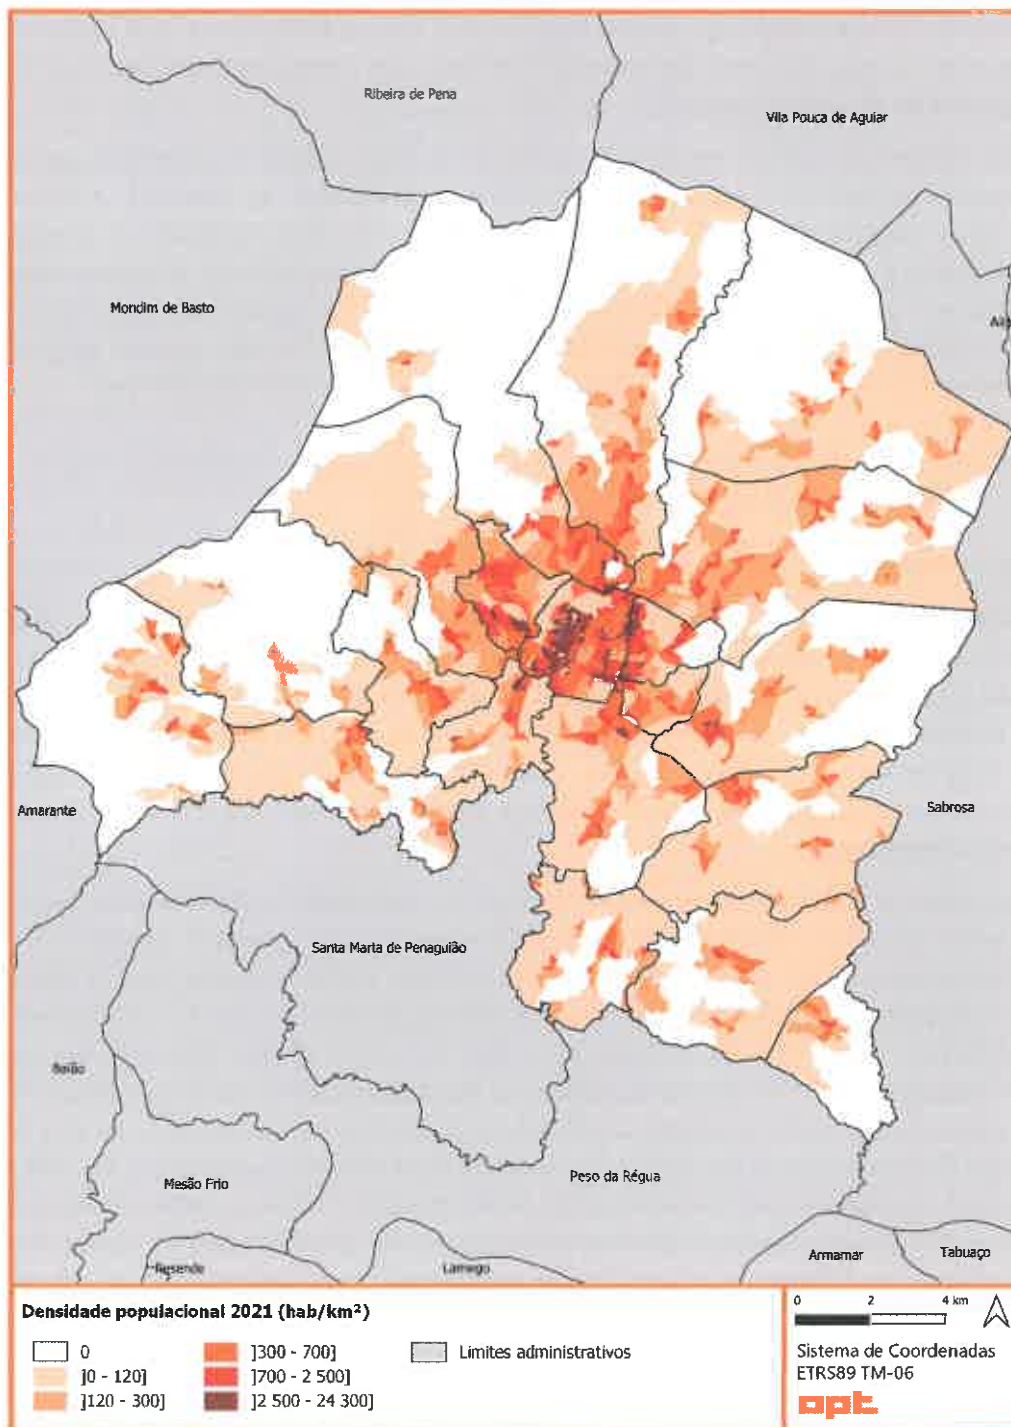 Ribeira de Pena
Vila Pouca de Aguiar
Mondim de Basto
Amarante
Sabrosa
Santa Marta de Penaguião
Baião
Mesão Frio
Peso da Régua
Resende
Lamego
Armamar
Tabuaço
Densidade populacional 2021 (hab/km²)
0
]0 - 120]
]120 - 300]
]300 - 700]
]700 - 2 500]
]2 500 - 24 300]
Limites administrativos
0 2 4 km
Sistema de Coordenadas
ETRS89 TM-06
opt